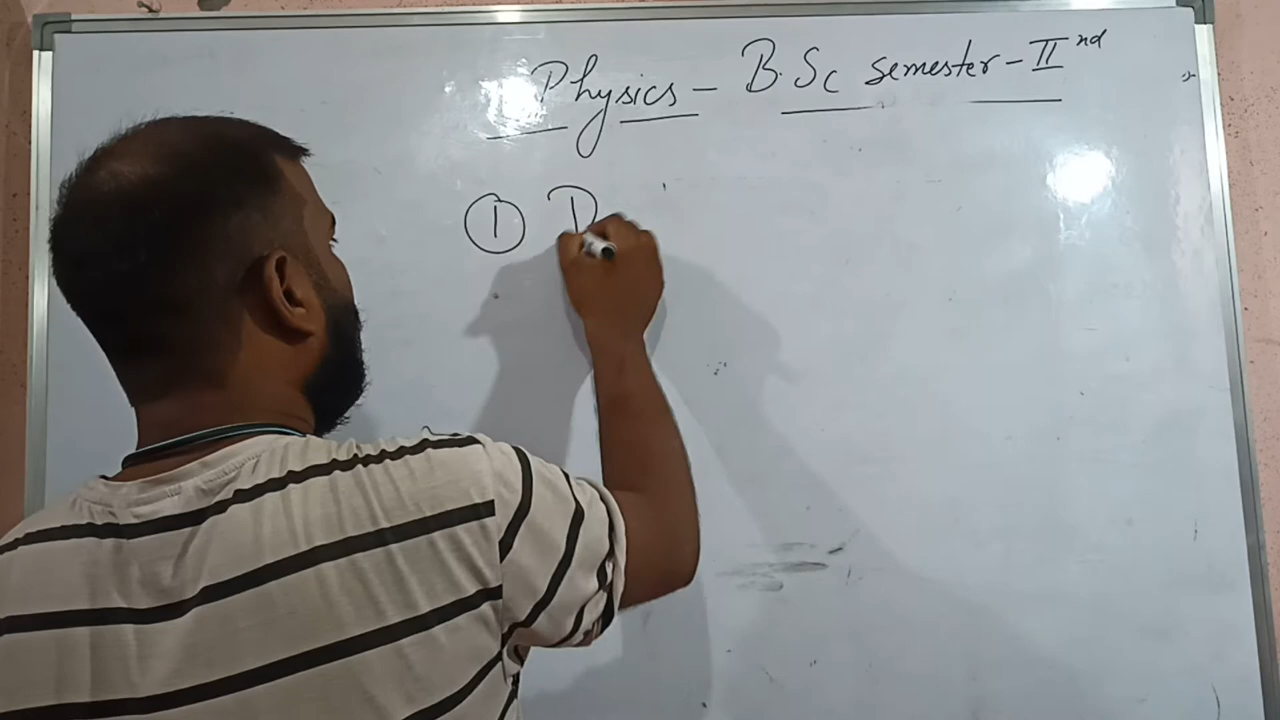 Physics - B.Sc semester - II nd
① D